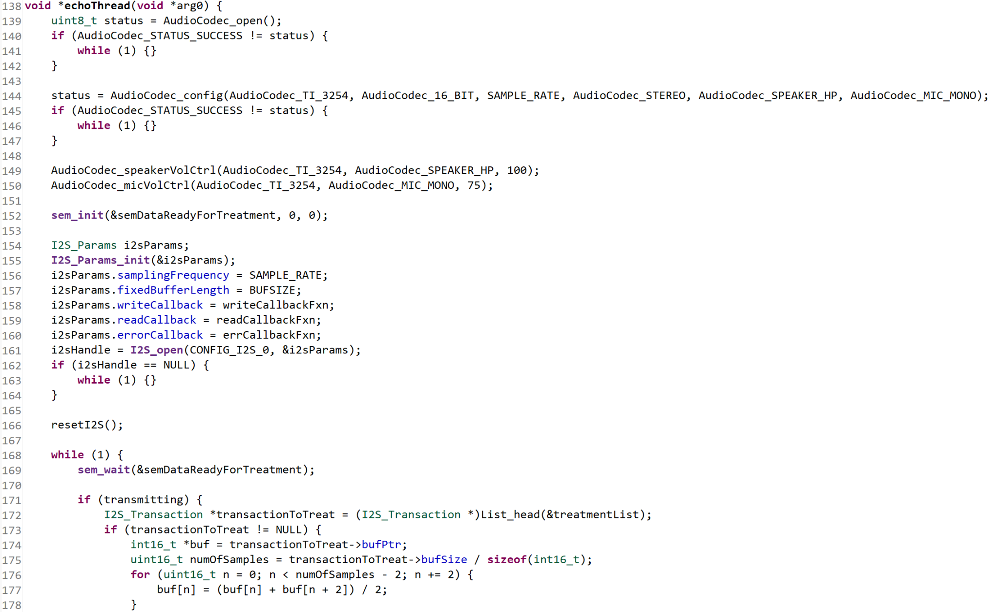 138 void *echoThread(void *arg0) {
139     uint8_t status = AudioCodec_open();
140     if (AudioCodec_STATUS_SUCCESS != status) {
141         while (1) {}
142     }
143
144     status = AudioCodec_config(AudioCodec_TI_3254, AudioCodec_16_BIT, SAMPLE_RATE, AudioCodec_STEREO, AudioCodec_SPEAKER_HP, AudioCodec_MIC_MONO);
145     if (AudioCodec_STATUS_SUCCESS != status) {
146         while (1) {}
147     }
148
149     AudioCodec_speakerVolCtrl(AudioCodec_TI_3254, AudioCodec_SPEAKER_HP, 100);
150     AudioCodec_micVolCtrl(AudioCodec_TI_3254, AudioCodec_MIC_MONO, 75);
151
152     sem_init(&semDataReadyForTreatment, 0, 0);
153
154     I2S_Params i2sParams;
155     I2S_Params_init(&i2sParams);
156     i2sParams.samplingFrequency = SAMPLE_RATE;
157     i2sParams.fixedBufferLength = BUFSIZE;
158     i2sParams.writeCallback = writeCallbackFxn;
159     i2sParams.readCallback = readCallbackFxn;
160     i2sParams.errorCallback = errCallbackFxn;
161     i2sHandle = I2S_open(CONFIG_I2S_0, &i2sParams);
162     if (i2sHandle == NULL) {
163         while (1) {}
164     }
165
166     resetI2S();
167
168     while (1) {
169         sem_wait(&semDataReadyForTreatment);
170
171         if (transmitting) {
172             I2S_Transaction *transactionToTreat = (I2S_Transaction *)List_head(&treatmentList);
173             if (transactionToTreat != NULL) {
174                 int16_t *buf = transactionToTreat->bufPtr;
175                 uint16_t numOfSamples = transactionToTreat->bufSize / sizeof(int16_t);
176                 for (uint16_t n = 0; n < numOfSamples - 2; n += 2) {
177                     buf[n] = (buf[n] + buf[n + 2]) / 2;
178                 }